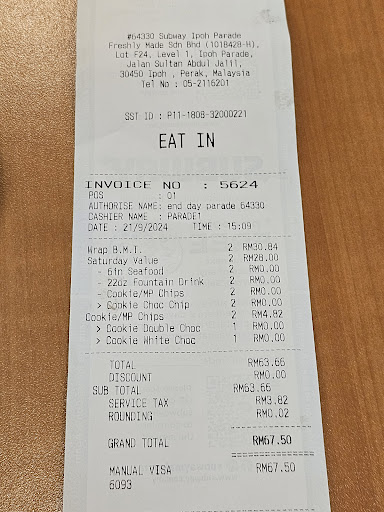 #64330 Subway Ipoh Parade
Freshly Made Sdn Bhd (1018428-H),
Lot F24, Level 1, Ipoh Parade,
Jalan Sultan Abdul Jalil,
30450 Ipoh , Perak, Malaysia
Tel No : 05-2116201
SST ID : P11-1808-32000221
EAT IN
INVOICE NO : 5624
POS : 01
AUTHORISE NAME: end day parade 64330
CASHIER NAME : PARADE1
DATE : 21/9/2024 TIME : 15:09
Wrap B.M.T. 2 RM30.84
Saturday Value 2 RM28.00
- 6in Seafood 2 RM0.00
- 22oz Fountain Drink 2 RM0.00
- Cookie/MP Chips 2 RM0.00
> Cookie Choc Chip 2 RM0.00
Cookie/MP Chips 2 RM4.82
> Cookie Double Choc 1 RM0.00
> Cookie White Choc 1 RM0.00
TOTAL RM63.66
DISCOUNT RM0.00
SUB TOTAL RM63.66
SERVICE TAX RM3.82
ROUNDING RM0.02
GRAND TOTAL RM67.50
MANUAL VISA RM67.50
6093